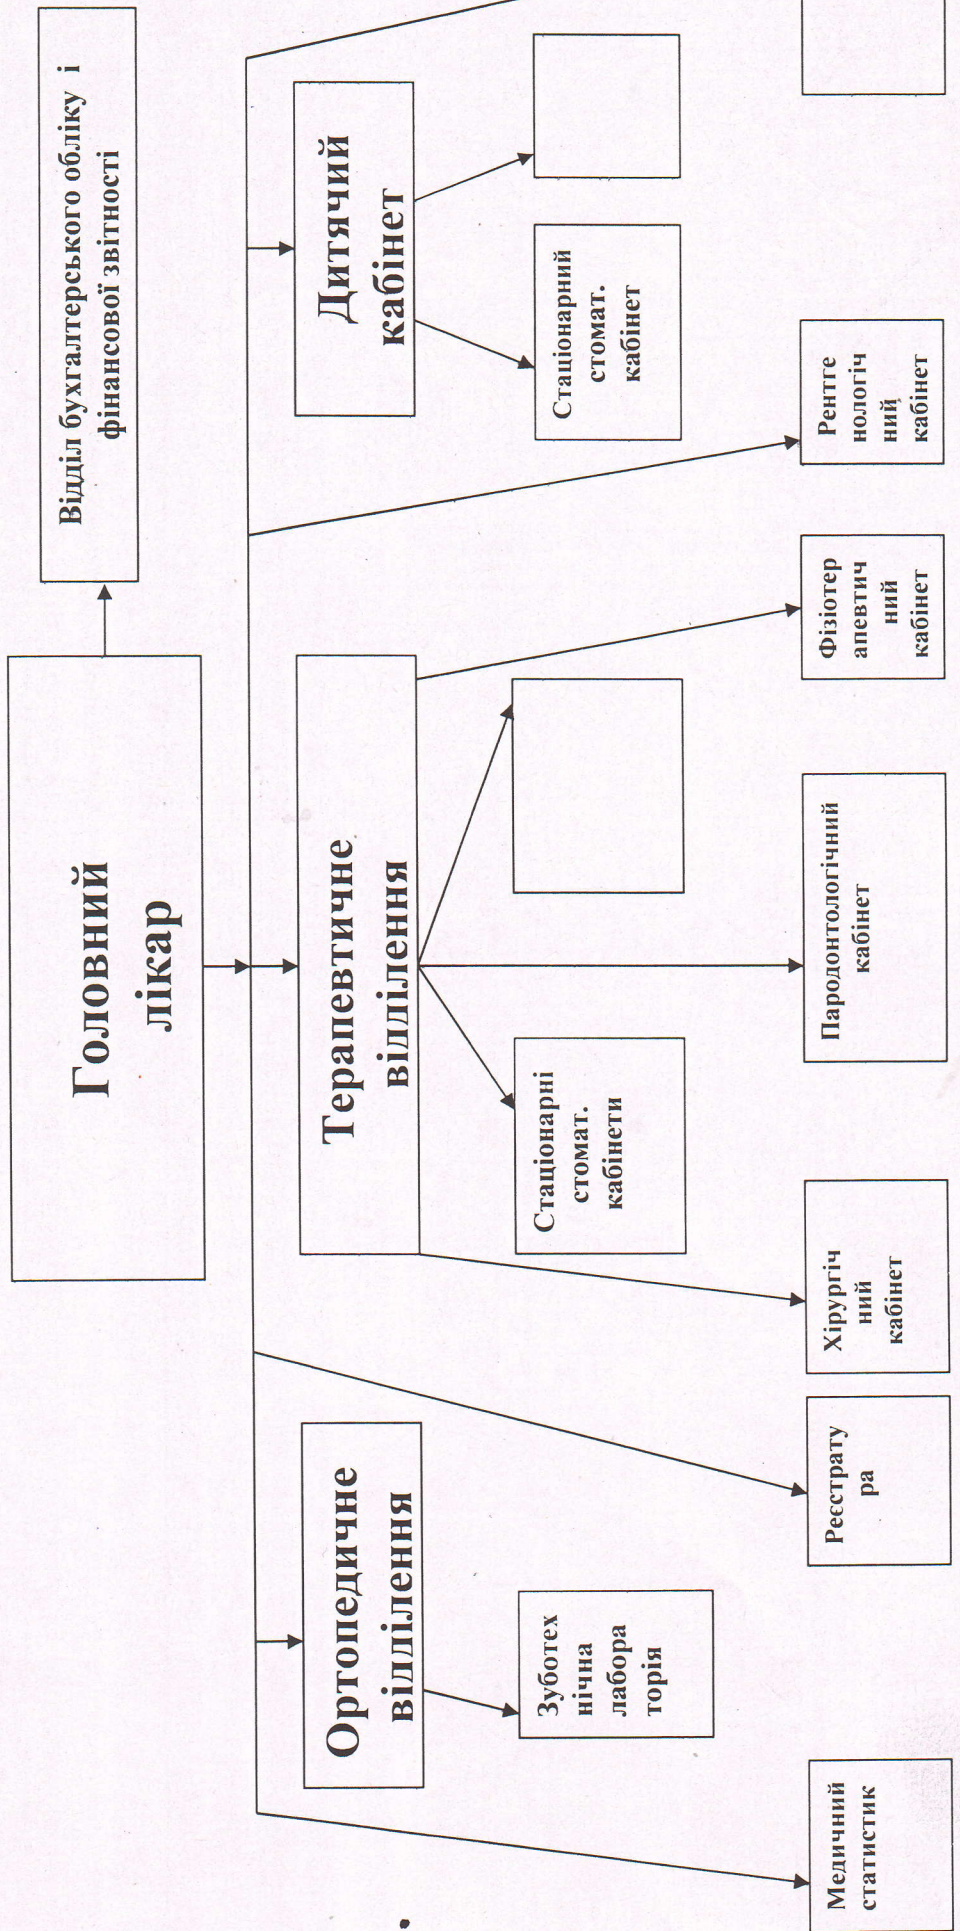 Головний
лікар
Відділ бухгалтерського обліку і
фінансової звітності
Ортопедичне
відділення
Терапевтичне
відділення
Дитячий
кабінет
Зуботех
нічна
лабора
торія
Стаціонарні
стомат.
кабінети
Стаціонарний
стомат.
кабінет
Медичний
статистик
Реєстрату
ра
Хірургіч
ний
кабінет
Пародонтологічний
кабінет
Фізіотер
апевтич
ний
кабінет
Рентге
нологіч
ний
кабінет